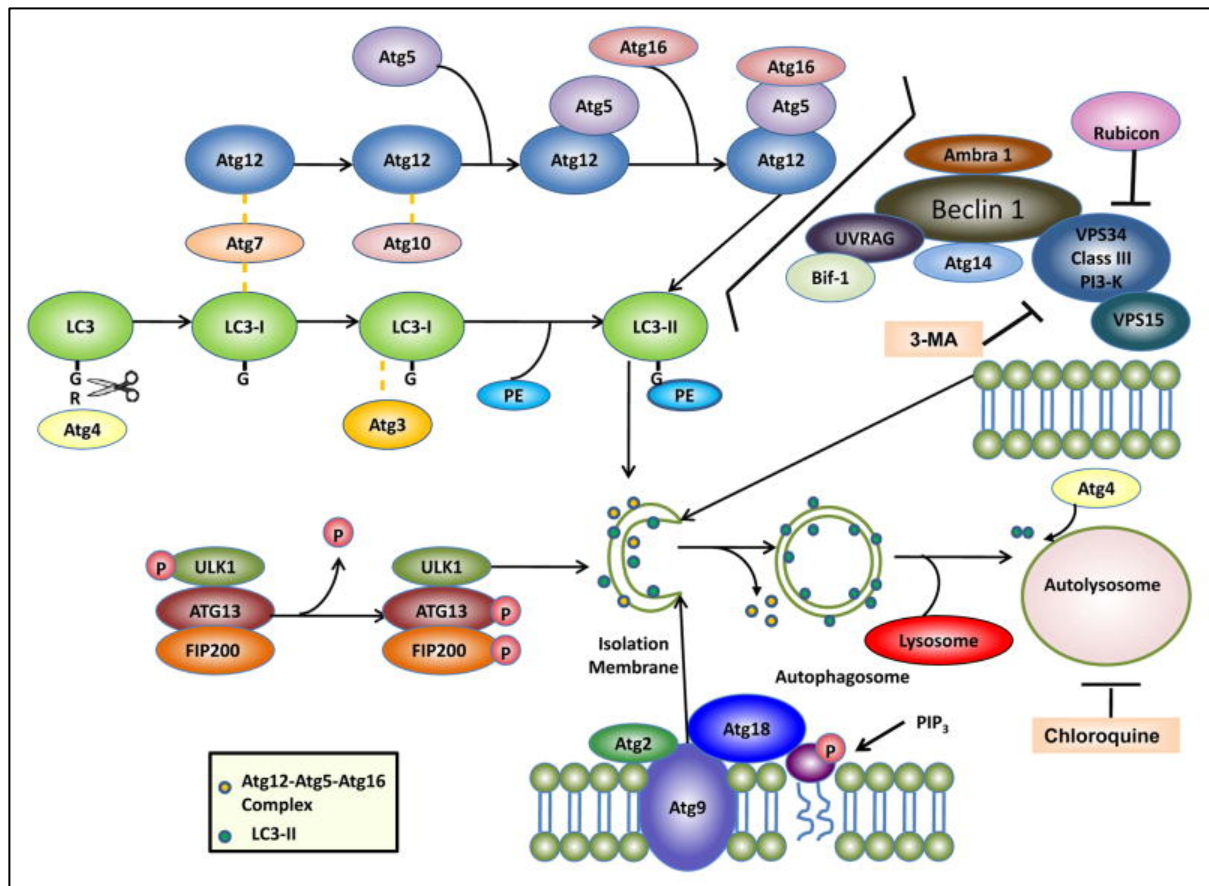 Atg5
Atg16
Atg16
Atg5
Atg5
Atg12
Atg12
Atg12
Atg12
Atg7
Atg10
LC3
LC3-I
LC3-I
LC3-II
G
R
G
G
G
PE
PE
Atg4
Atg3
Rubicon
Ambra 1
Beclin 1
UVRAG
Bif-1
Atg14
VPS34
Class III
PI3-K
VPS15
3-MA
P
P
ULK1
ATG13
FIP200
ULK1
ATG13
P
FIP200
P
Isolation
Membrane
Autophagosome
Lysosome
Atg4
Autolysosome
Chloroquine
Atg2
Atg18
Atg9
P
PIP3
Atg12-Atg5-Atg16
Complex
LC3-II